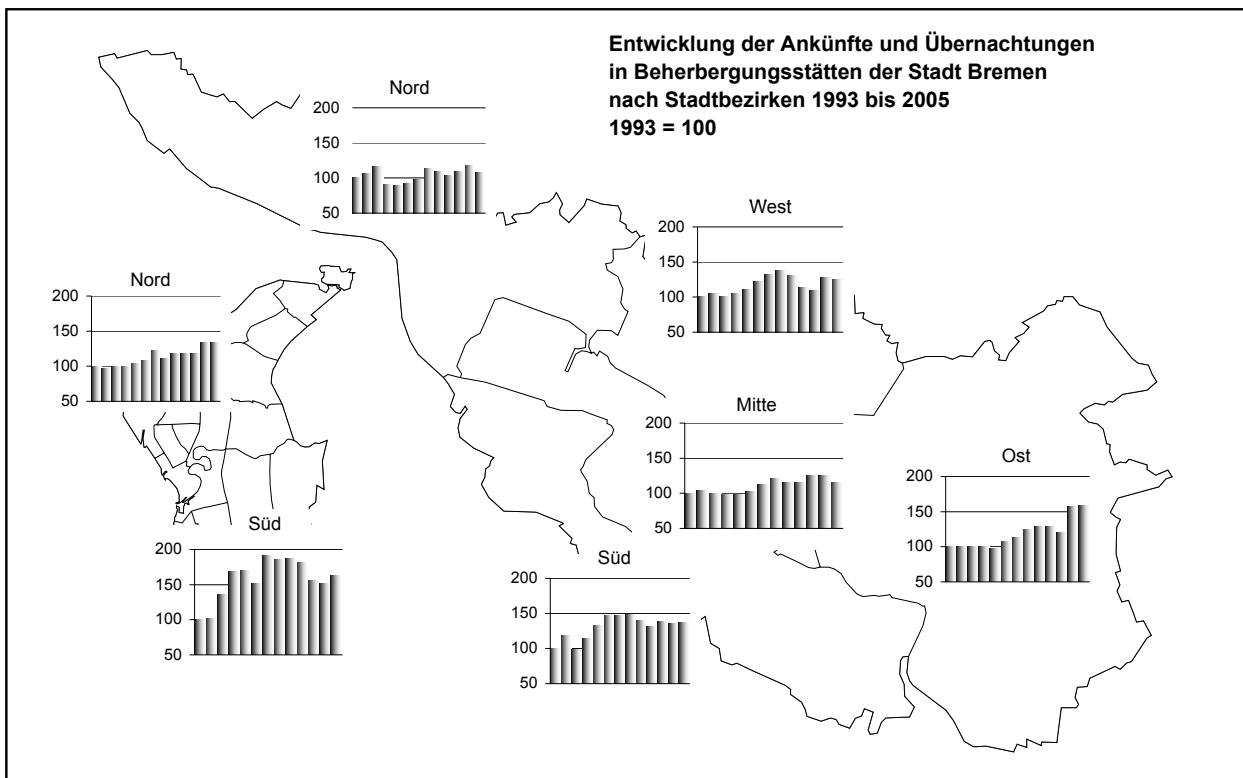 Entwicklung der Ankünfte und Übernachtungen
in Beherbergungsstätten der Stadt Bremen
nach Stadtbezirken 1993 bis 2005
1993 = 100
Nord
200
150
100
50
West
200
150
100
50
Nord
200
150
100
50
Mitte
200
150
100
50
Ost
200
150
100
50
Süd
200
150
100
50
Süd
200
150
100
50